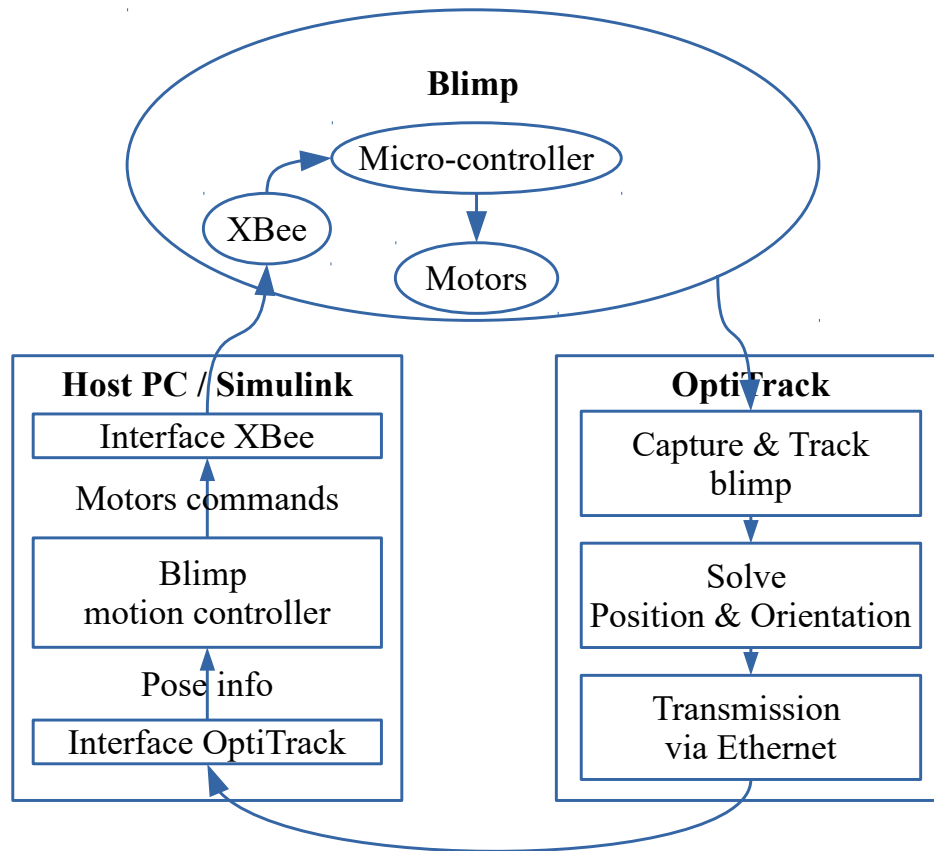 Blimp
Micro-controller
XBee
Motors
Host PC / Simulink
Interface XBee
Motors commands
Blimp
motion controller
Pose info
Interface OptiTrack
OptiTrack
Capture & Track
blimp
Solve
Position & Orientation
Transmission
via Ethernet